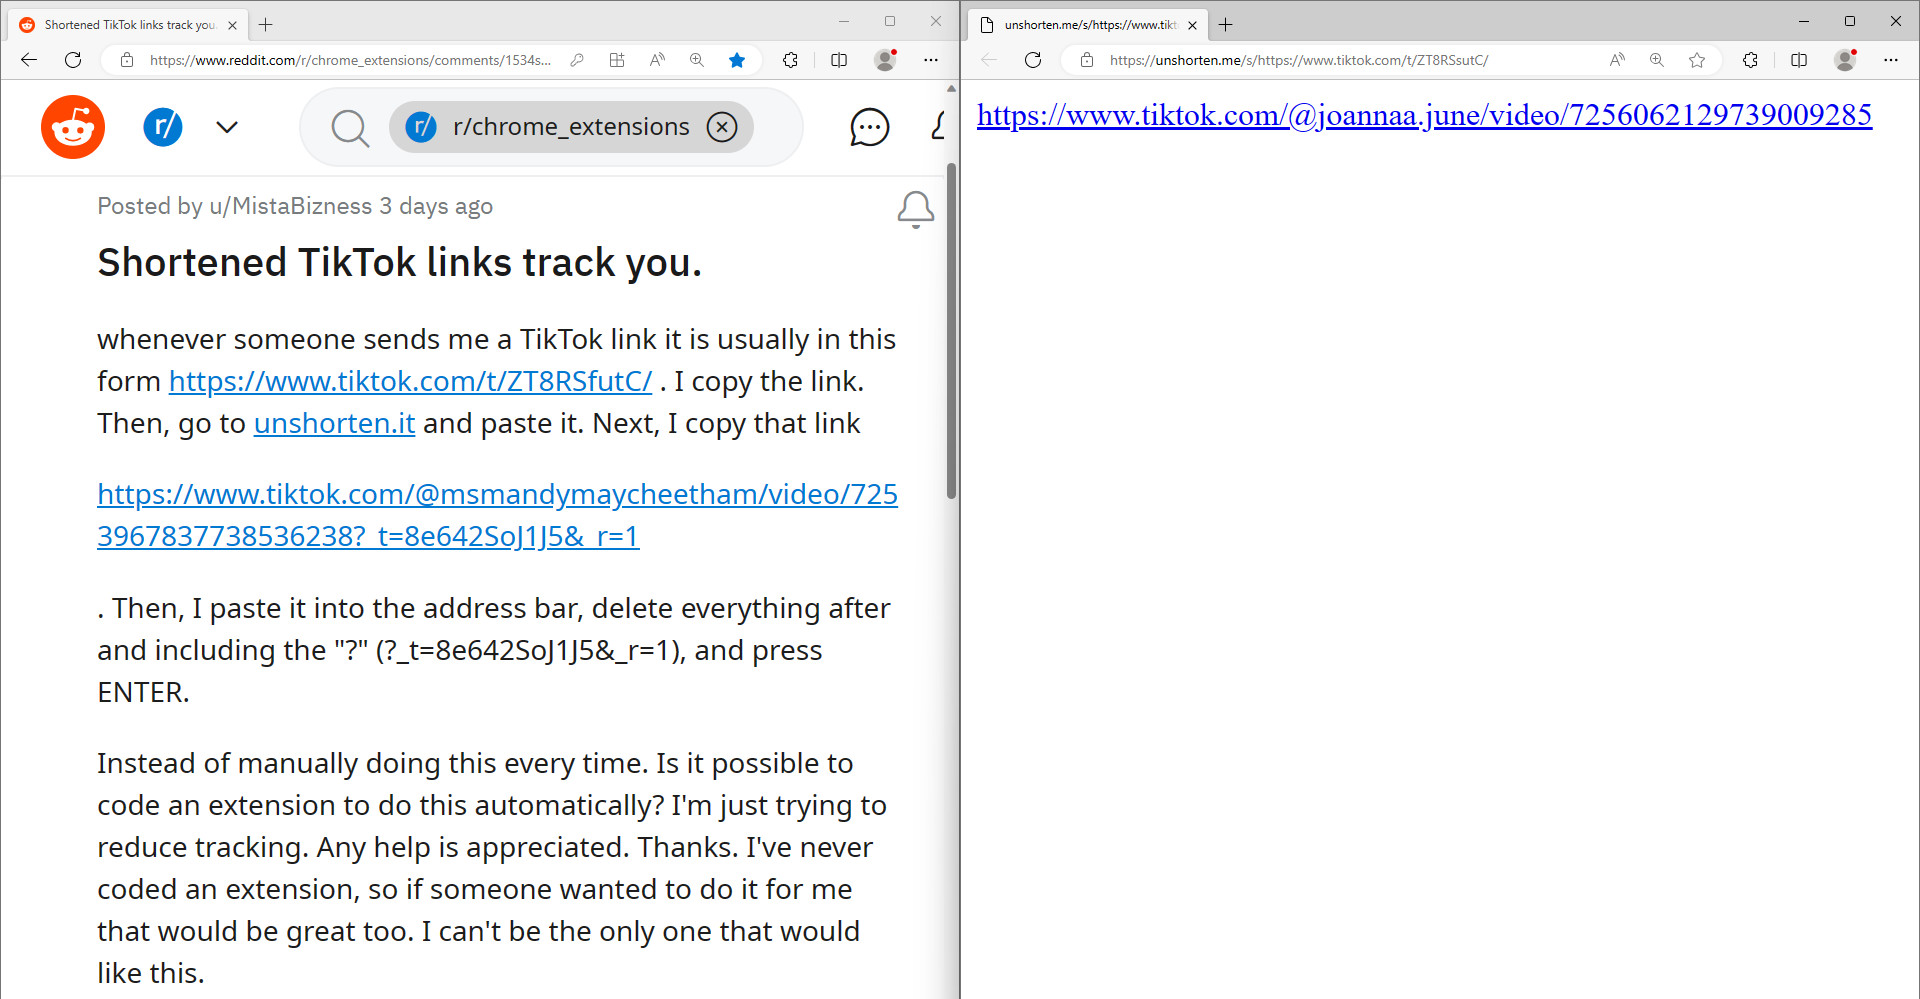 Shortened TikTok links track you.
https://www.reddit.com/r/chrome_extensions/comments/1534s...
r/
r/
r/chrome_extensions
Posted by u/MistaBizness 3 days ago
Shortened TikTok links track you.
whenever someone sends me a TikTok link it is usually in this
form https://www.tiktok.com/t/ZT8RSfutC/ . I copy the link.
Then, go to unshorten.it and paste it. Next, I copy that link
https://www.tiktok.com/@msmandymaycheetham/video/725
3967837738536238?_t=8e642SoJ1J5&_r=1
. Then, I paste it into the address bar, delete everything after
and including the "?" (?_t=8e642SoJ1J5&_r=1), and press
ENTER.
Instead of manually doing this every time. Is it possible to
code an extension to do this automatically? I'm just trying to
reduce tracking. Any help is appreciated. Thanks. I've never
coded an extension, so if someone wanted to do it for me
that would be great too. I can't be the only one that would
like this.
unshorten.me/s/https://www.tikt
https://unshorten.me/s/https://www.tiktok.com/t/ZT8RSsutC/
https://www.tiktok.com/@joannaa.june/video/7256062129739009285